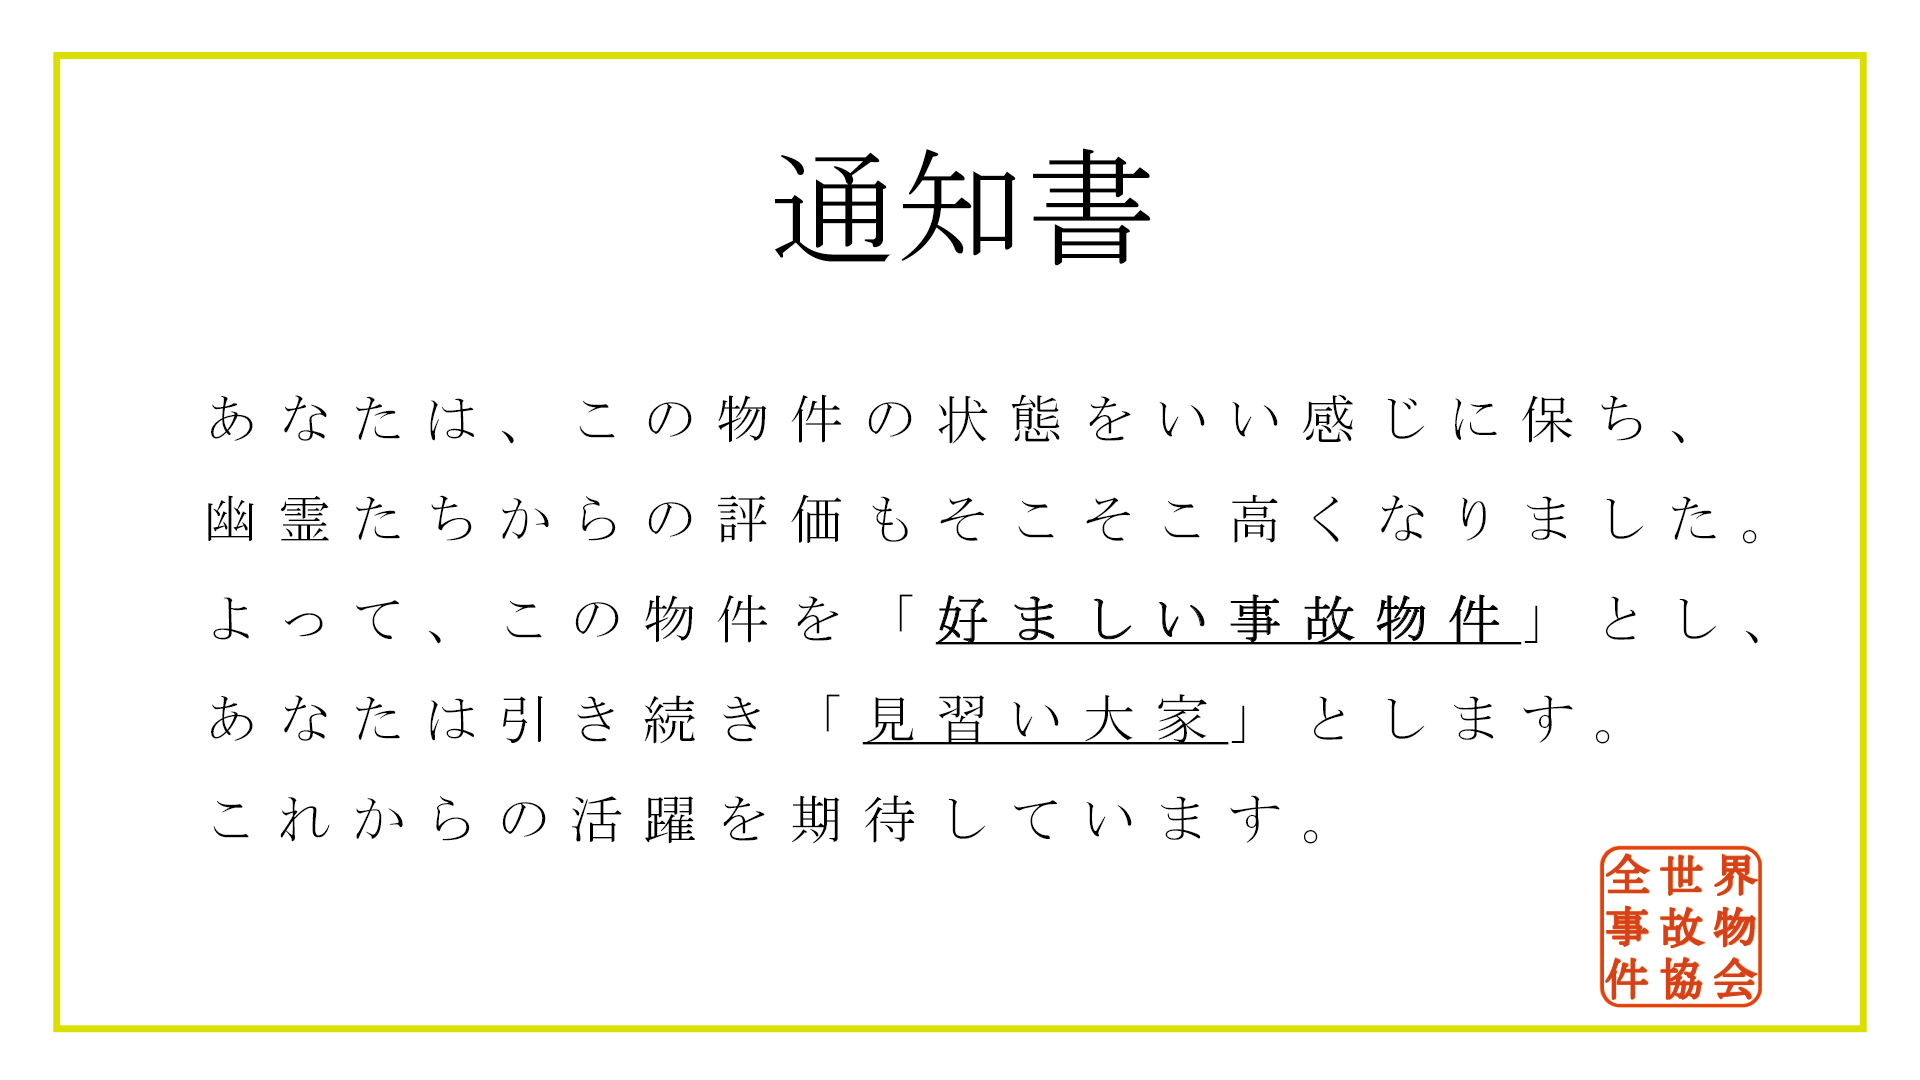 通知書
あなたは、この物件の状態をいい感じに保ち、
幽霊たちからの評価もそこそこ高くなりました。
よって、この物件を「好ましい事故物件」とし、
あなたは引き続き「見習い大家」とします。
これからの活躍を期待しています。
全世界
事故物
件協会